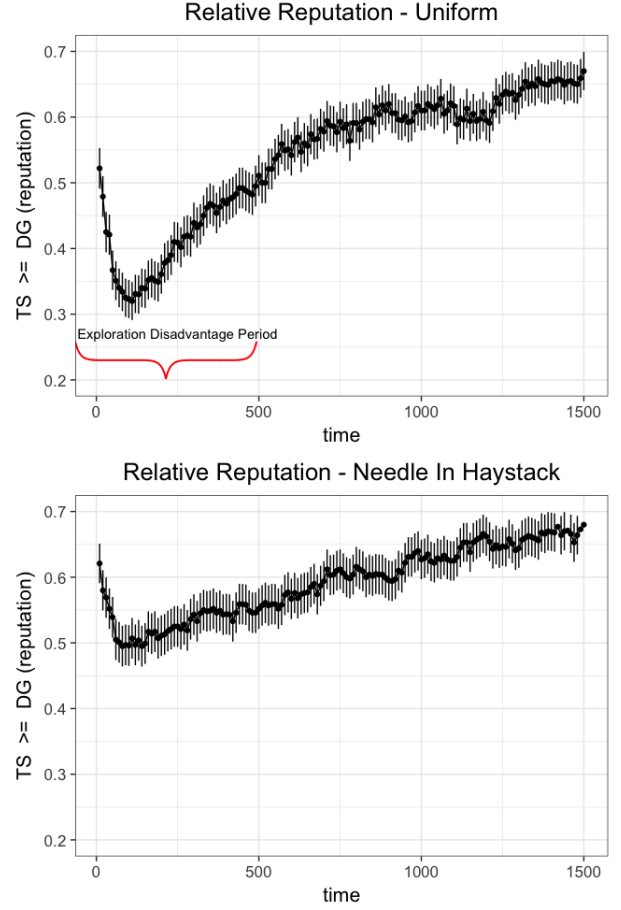 Relative Reputation - Uniform
TS >= DG (reputation)
0.7
0.6
0.5
0.4
0.3
0.2
Exploration Disadvantage Period
0 500 1000 1500
time
Relative Reputation - Needle In Haystack
TS >= DG (reputation)
0.7
0.6
0.5
0.4
0.3
0.2
0 500 1000 1500
time